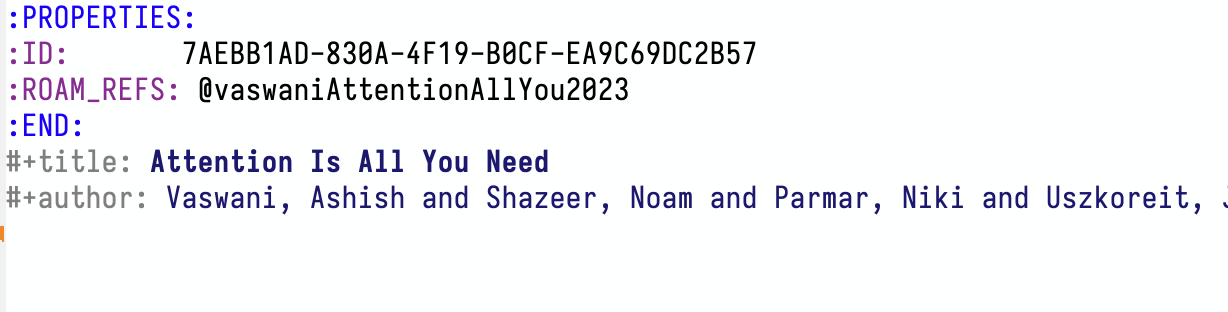 :PROPERTIES:
:ID:       7AEBB1AD-830A-4F19-B0CF-EA9C69DC2B57
:ROAM_REFS: @vaswaniAttentionAllYou2023
:END:
#+title: Attention Is All You Need
#+author: Vaswani, Ashish and Shazeer, Noam and Parmar, Niki and Uszkoreit,